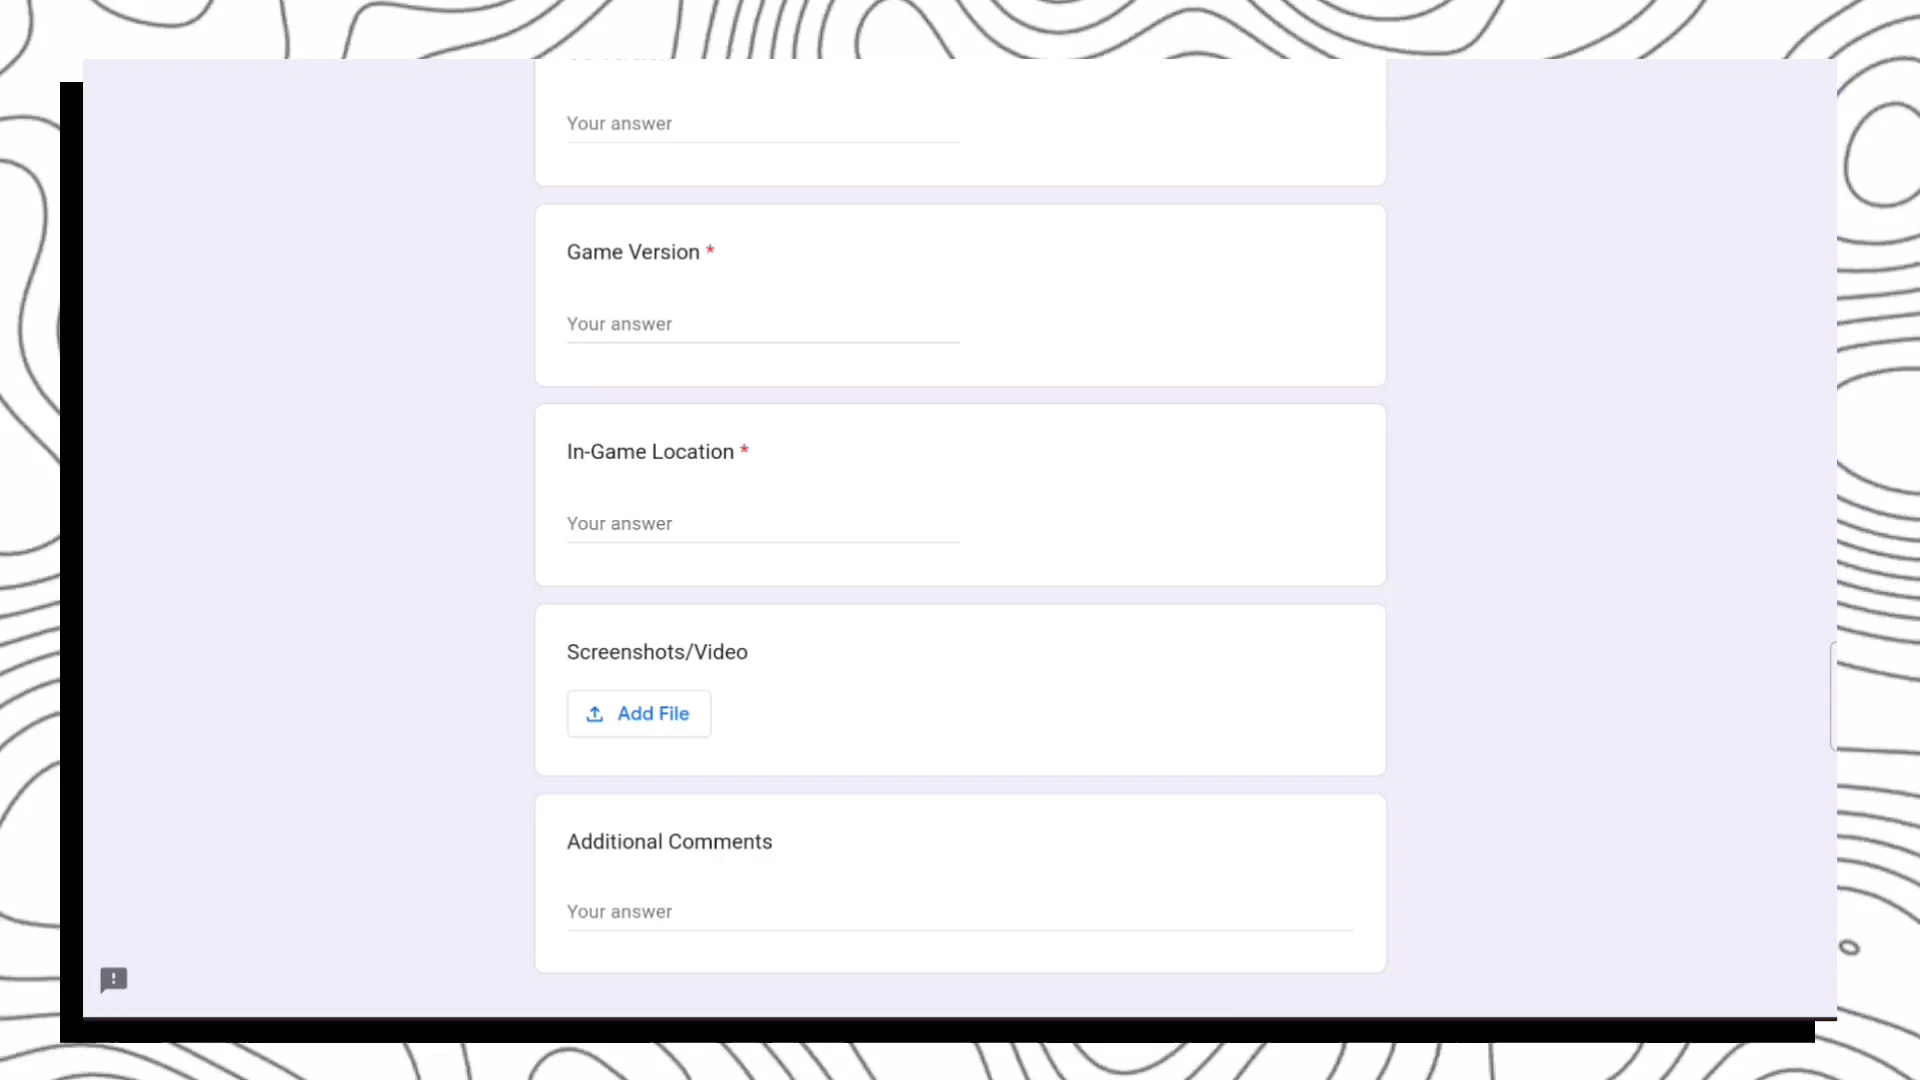 Your answer
Game Version *
Your answer
In-Game Location *
Your answer
Screenshots/Video
Add File
Additional Comments
Your answer